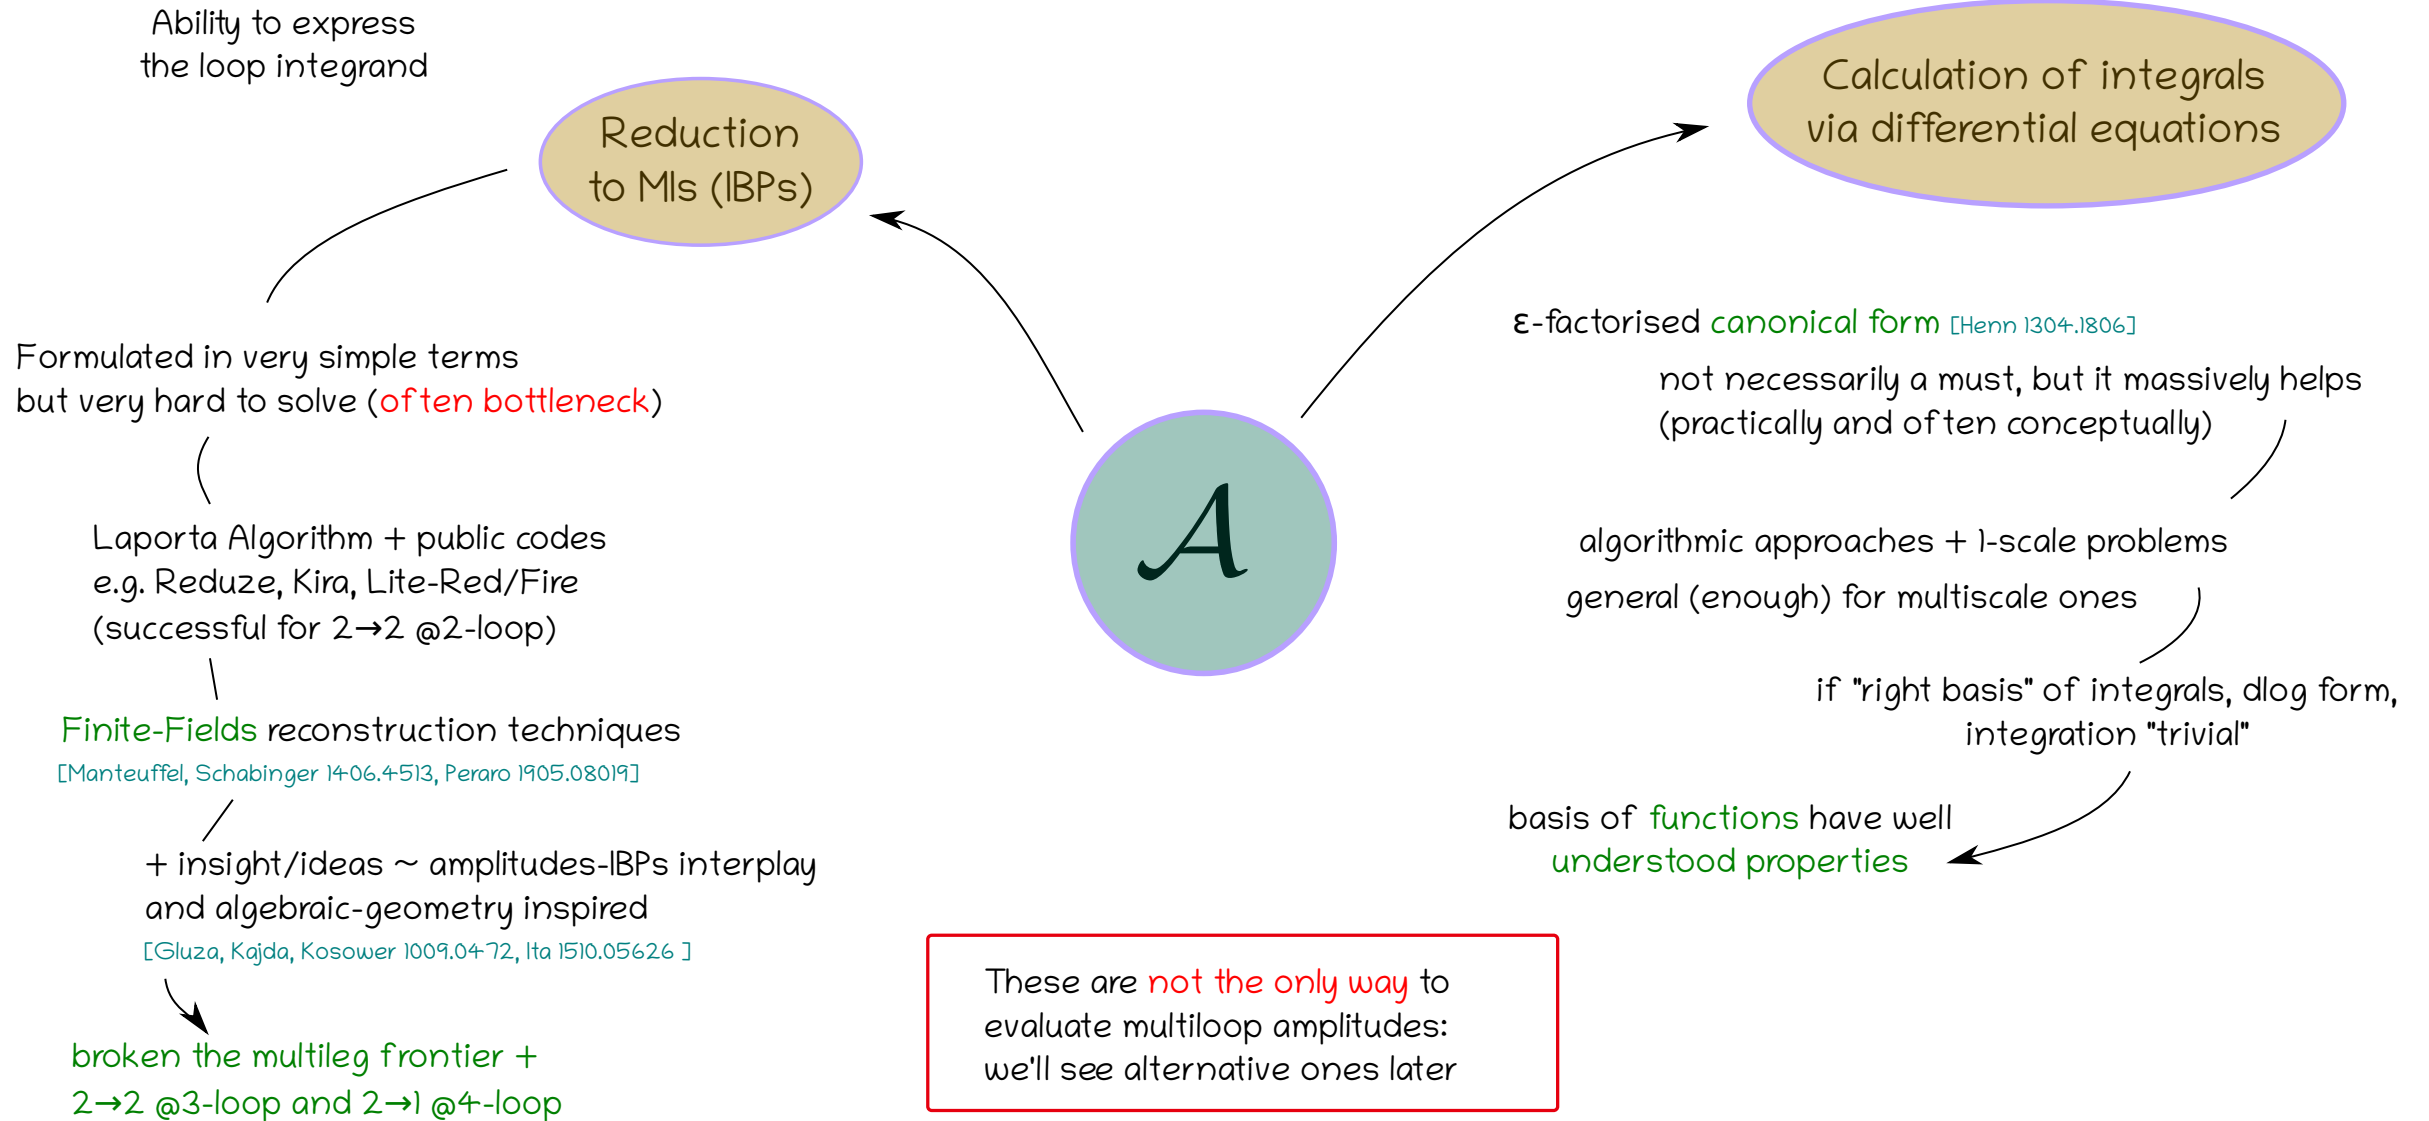 Ability to express
the loop integrand
Reduction
to MIs (IBPs)
Formulated in very simple terms
but very hard to solve (often bottleneck)
Laporta Algorithm + public codes
e.g. Reduze, Kira, Lite-Red/Fire
(successful for 2→2 @2-loop)
Finite-Fields reconstruction techniques
[Manteuffel, Schabinger 1406.4513, Peraro 1905.08019]
+ insight/ideas ~ amplitudes-IBPs interplay
and algebraic-geometry inspired
[Gluza, Kajda, Kosower 1009.0472, Ita 1510.05626 ]
broken the multileg frontier +
2→2 @3-loop and 2→1 @4-loop
𝒜
Calculation of integrals
via differential equations
ε-factorised canonical form [Henn 1304.1806]
not necessarily a must, but it massively helps
(practically and often conceptually)
algorithmic approaches + 1-scale problems
general (enough) for multiscale ones
if "right basis" of integrals, dlog form,
integration "trivial"
basis of functions have well
understood properties
These are not the only way to
evaluate multiloop amplitudes:
we'll see alternative ones later